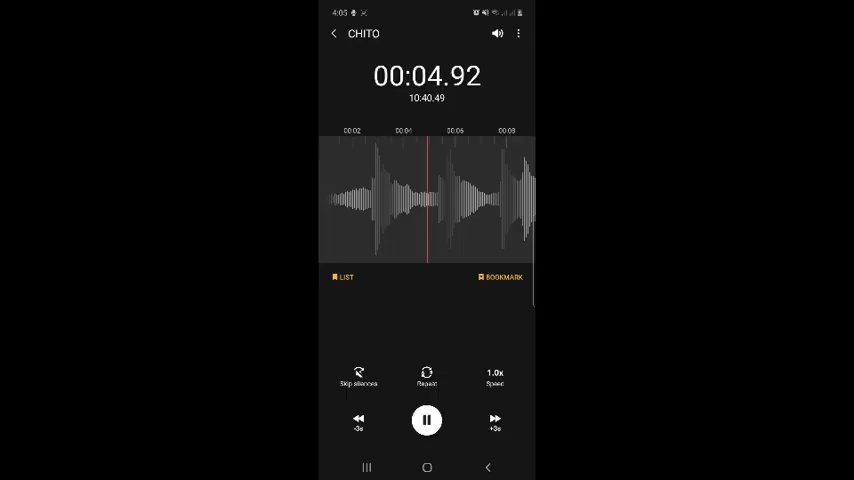 4:05
CHITO
00:04.92
10:40.49
00:02 00:04 00:06 00:08
LIST BOOKMARK
1.0x
Skip silences Repeat Speed
-3s +3s